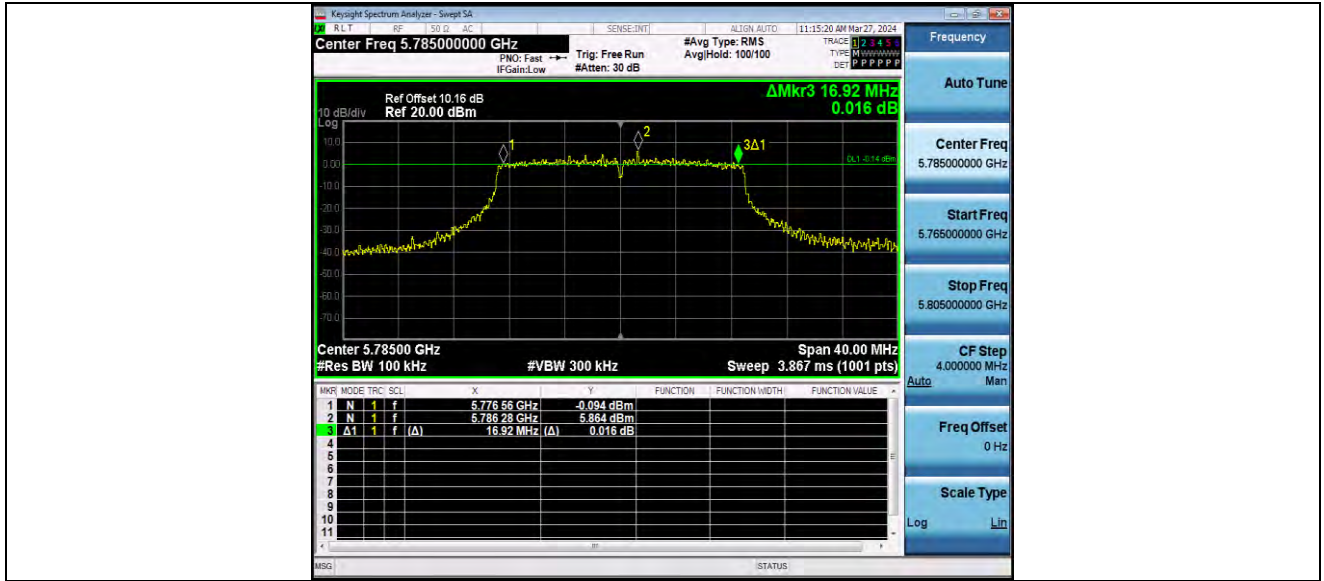 Keysight Spectrum Analyzer - Swept SA
RLT RF 50 Ω AC SENSE:INT ALIGN AUTO 11:15:20 AM Mar 27, 2024
Center Freq 5.785000000 GHz
PNO: Fast
IFGain:Low
Trig: Free Run
#Atten: 30 dB
#Avg Type: RMS
Avg|Hold: 100/100
TRACE 1 2 3 4 5 6
TYPE M
DET P P P P P P
Frequency
ΔMkr3 16.92 MHz
0.016 dB
Ref Offset 10.16 dB
10 dB/div Ref 20.00 dBm
Log
10.0
0.00
-10.0
-20.0
-30.0
-40.0
-50.0
-60.0
-70.0
1
2
3Δ1
DL1 -0.14 dBm
Center 5.78500 GHz Span 40.00 MHz
#Res BW 100 kHz #VBW 300 kHz Sweep 3.867 ms (1001 pts)
MKR MODE TRC SCL X Y FUNCTION FUNCTION WIDTH FUNCTION VALUE
1 N 1 f 5.776 56 GHz -0.094 dBm
2 N 1 f 5.786 28 GHz 5.864 dBm
3 Δ1 1 f (Δ) 16.92 MHz (Δ) 0.016 dB
4
5
6
7
8
9
10
11
Auto Tune
Center Freq
5.785000000 GHz
Start Freq
5.765000000 GHz
Stop Freq
5.805000000 GHz
CF Step
4.000000 MHz
Auto Man
Freq Offset
0 Hz
Scale Type
Log Lin
MSG STATUS